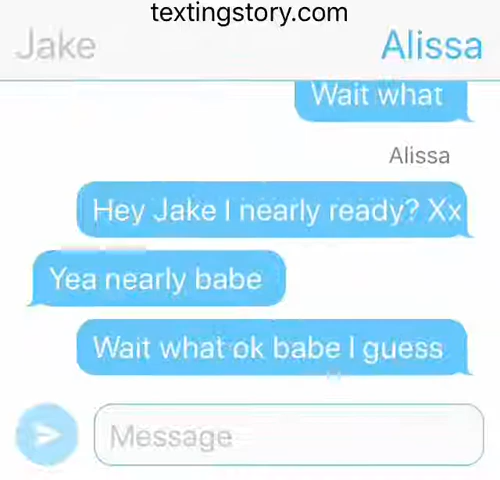 textingstory.com
Jake Alissa
Wait what
Alissa
Hey Jake I nearly ready? Xx
Yea nearly babe
Wait what ok babe I guess
Message